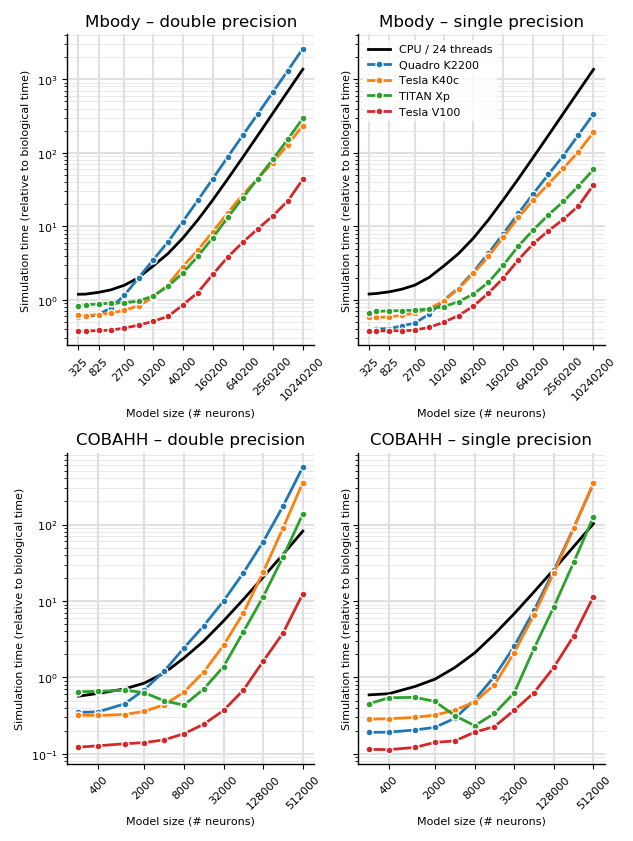 Mbody – double precision
Simulation time (relative to biological time)
10³
10²
10¹
10⁰
325
825
2700
10200
40200
160200
640200
2560200
10240200
Model size (# neurons)
Mbody – single precision
CPU / 24 threads
Quadro K2200
Tesla K40c
TITAN Xp
Tesla V100
Simulation time (relative to biological time)
10³
10²
10¹
10⁰
325
825
2700
10200
40200
160200
640200
2560200
10240200
Model size (# neurons)
COBAHH – double precision
Simulation time (relative to biological time)
10²
10¹
10⁰
10⁻¹
400
2000
8000
32000
128000
512000
Model size (# neurons)
COBAHH – single precision
Simulation time (relative to biological time)
10²
10¹
10⁰
10⁻¹
400
2000
8000
32000
128000
512000
Model size (# neurons)